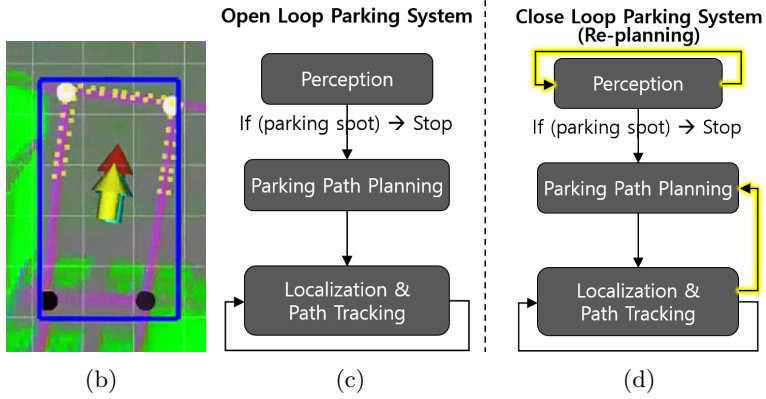 Open Loop Parking System
Perception
If (parking spot) → Stop
Parking Path Planning
Localization &
Path Tracking
Close Loop Parking System
(Re-planning)
Perception
If (parking spot) → Stop
Parking Path Planning
Localization &
Path Tracking
(b)
(c)
(d)